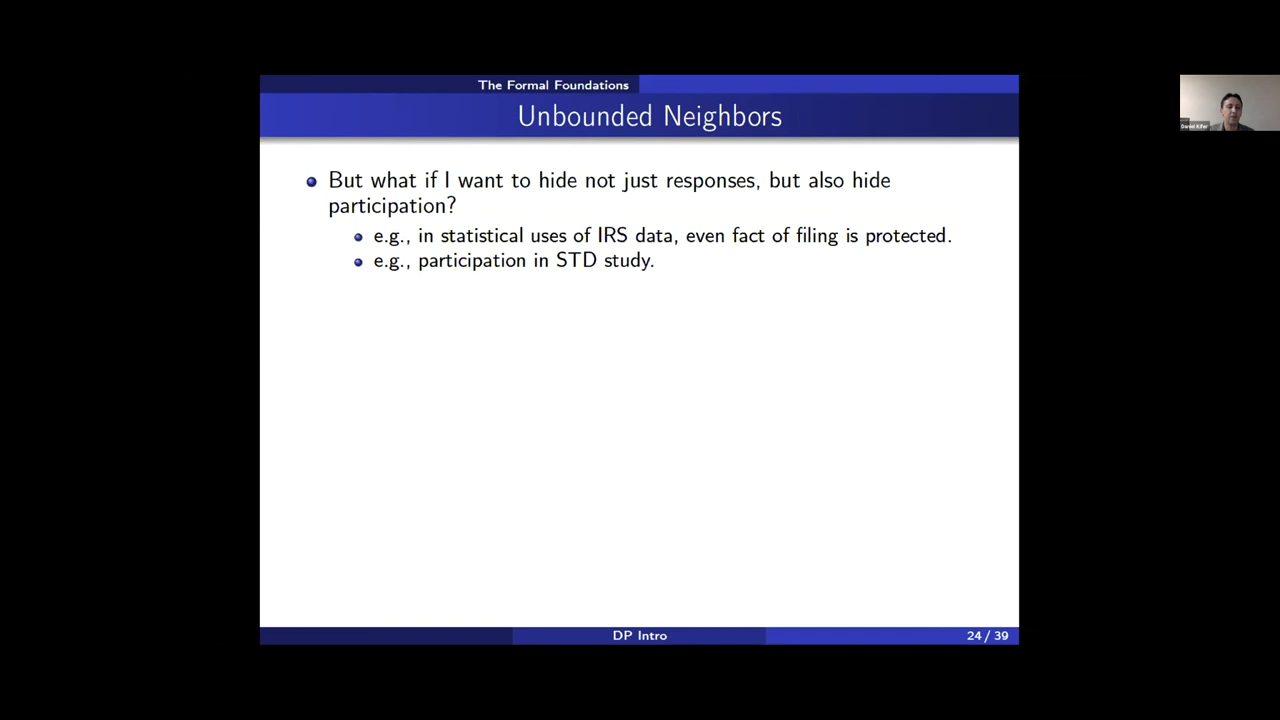 The Formal Foundations
Unbounded Neighbors
But what if I want to hide not just responses, but also hide
participation?
e.g., in statistical uses of IRS data, even fact of filing is protected.
e.g., participation in STD study.
DP Intro
24 / 39
Daniel Kifer